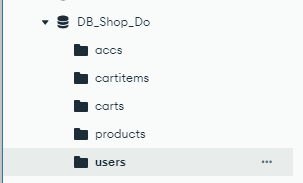 DB_Shop_Do
accs
cartitems
carts
products
users